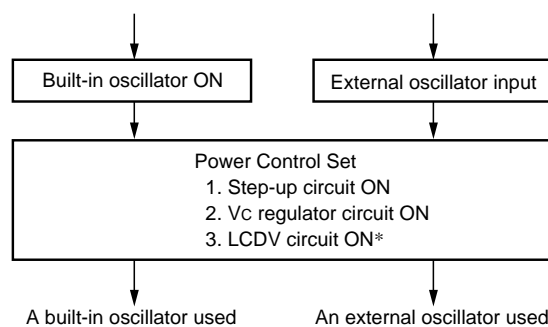 Built-in oscillator ON
External oscillator input
Power Control Set
1. Step-up circuit ON
2. VC regulator circuit ON
3. LCDV circuit ON*
A built-in oscillator used
An external oscillator used